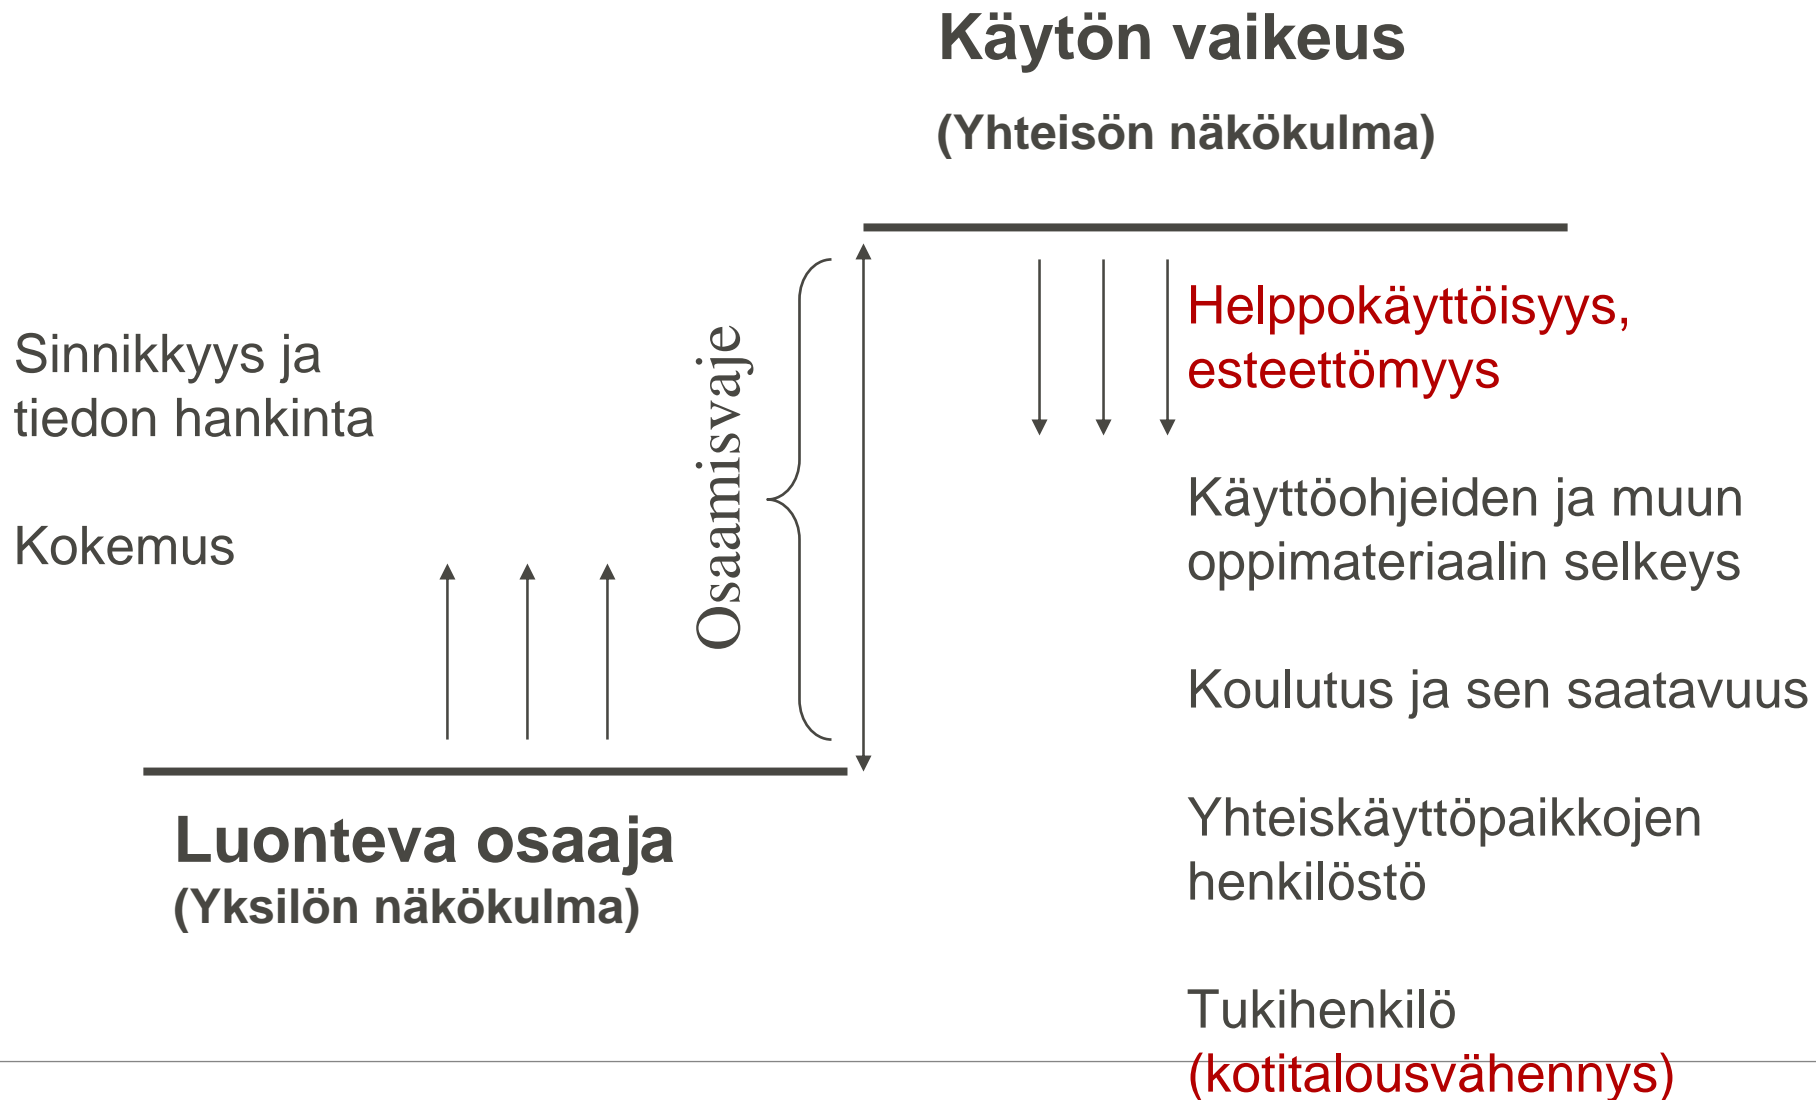 Käytön vaikeus
(Yhteisön näkökulma)
Sinnikkyys ja
tiedon hankinta
Kokemus
Osaamisvaje
Luonteva osaaja
(Yksilön näkökulma)
Helppokäyttöisyys,
esteettömyys
Käyttöohjeiden ja muun
oppimateriaalin selkeys
Koulutus ja sen saatavuus
Yhteiskäyttöpaikkojen
henkilöstö
Tukihenkilö
(kotitalousvähennys)